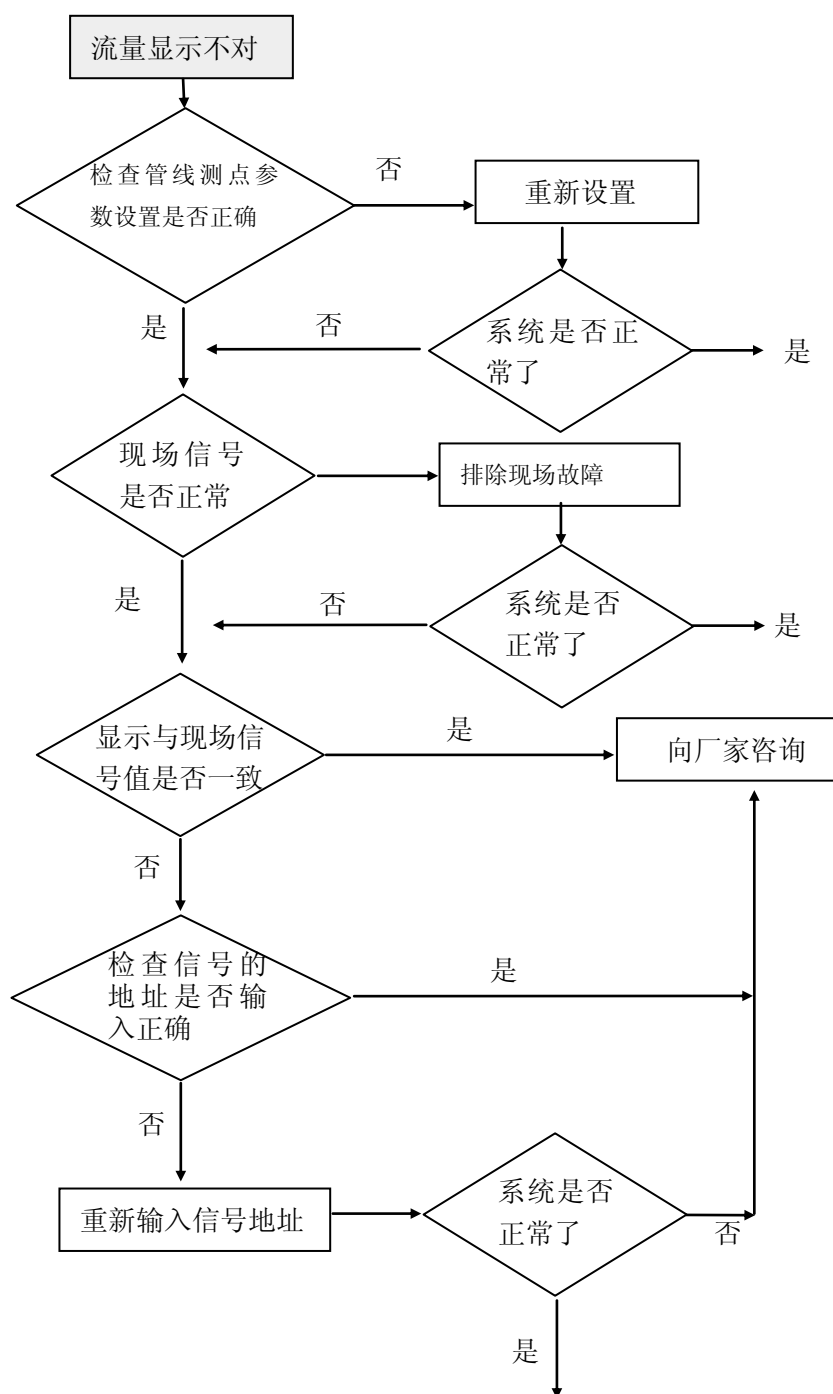 流量显示不对
检查管线测点参
数设置是否正确
否
重新设置
是
否
系统是否正
常了
是
现场信号
是否正常
排除现场故障
是
否
系统是否
正常了
是
显示与现场信
号值是否一致
是
向厂家咨询
否
检查信号的
地址是否输
入正确
是
否
重新输入信号地址
系统是否
正常了
否
是